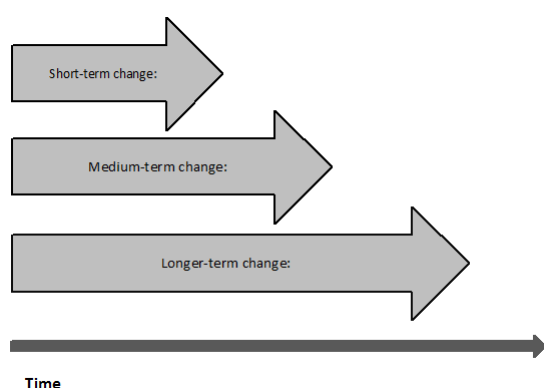 Short-term change:
Medium-term change:
Longer-term change:
Time